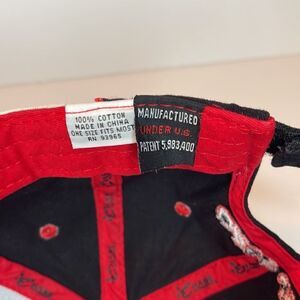 100% COTTON
MADE IN CHINA
ONE SIZE FITS MOST
RN 93965
MANUFACTURED
UNDER U.S.
PATENT 5,983,400